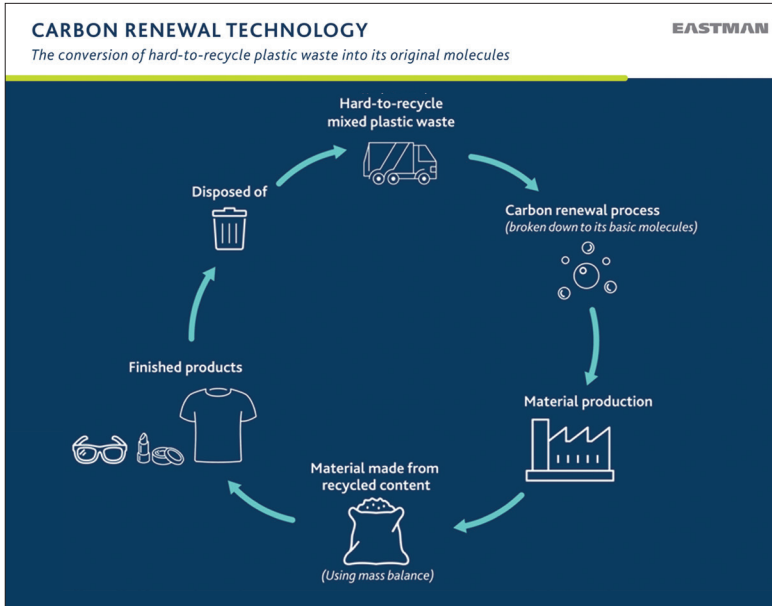 CARBON RENEWAL TECHNOLOGY
EASTMAN
The conversion of hard-to-recycle plastic waste into its original molecules
Hard-to-recycle
mixed plastic waste
Disposed of
Carbon renewal process
(broken down to its basic molecules)
Finished products
Material production
Material made from
recycled content
(Using mass balance)